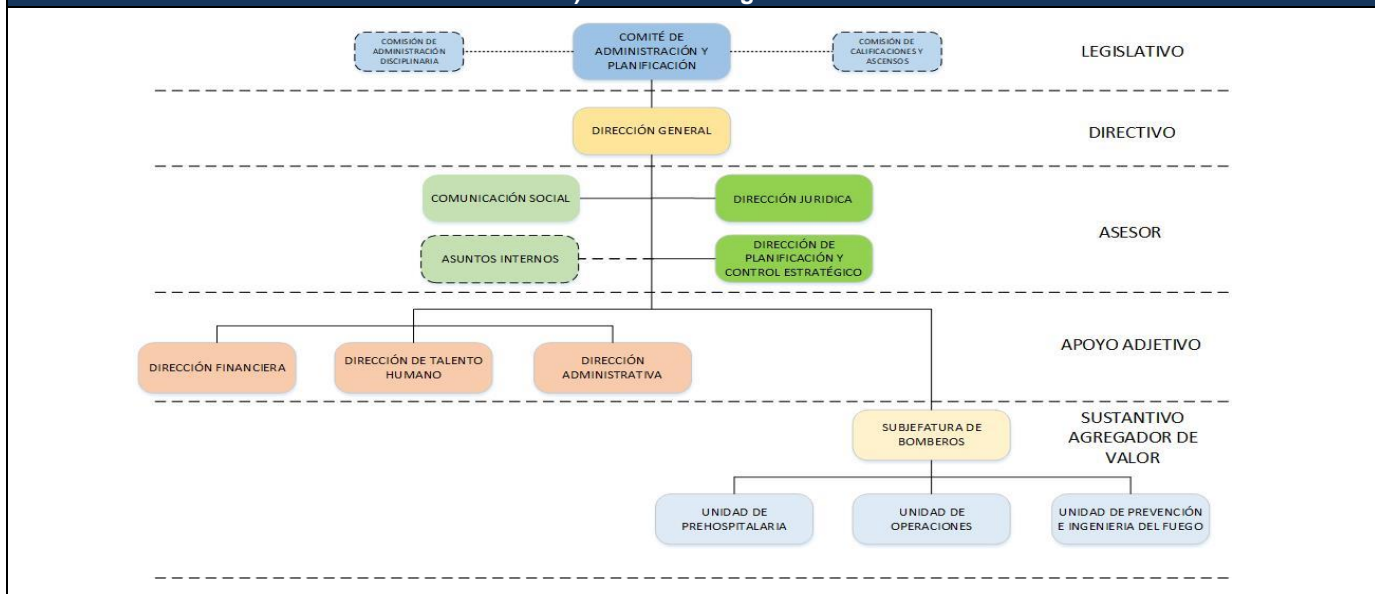 COMISIÓN DE
ADMINISTRACIÓN
DISCIPLINARIA
COMITÉ DE
ADMINISTRACIÓN Y
PLANIFICACIÓN
COMISIÓN DE
CALIFICACIONES Y
ASCENSOS
LEGISLATIVO
DIRECCIÓN GENERAL
DIRECTIVO
COMUNICACIÓN SOCIAL
DIRECCIÓN JURIDICA
ASUNTOS INTERNOS
DIRECCIÓN DE
PLANIFICACIÓN Y
CONTROL ESTRATÉGICO
ASESOR
DIRECCIÓN FINANCIERA
DIRECCIÓN DE TALENTO
HUMANO
DIRECCIÓN
ADMINISTRATIVA
APOYO ADJETIVO
SUBJEFATURA DE
BOMBEROS
SUSTANTIVO
AGREGADOR DE
VALOR
UNIDAD DE
PREHOSPITALARIA
UNIDAD DE
OPERACIONES
UNIDAD DE PREVENCIÓN
E INGENIERIA DEL FUEGO